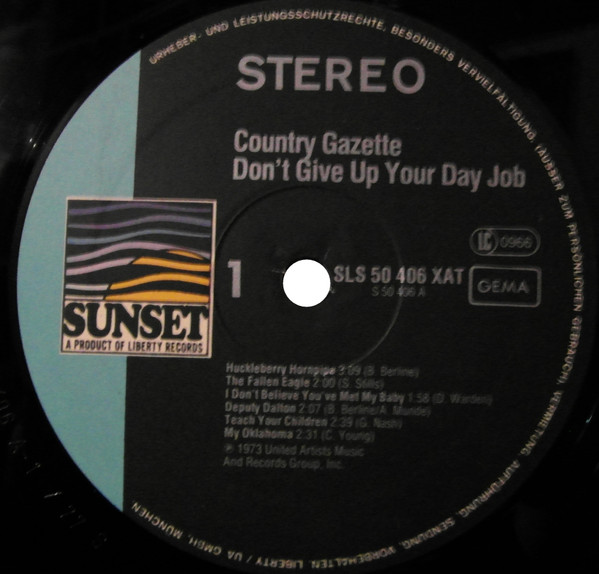 URHEBER- UND LEISTUNGSSCHUTZRECHTE, BESONDERS VERVIELFÄLTIGUNG (AUSSER ZUM PERSÖNLICHEN GEBRAUCH), VERMIETUNG, AUFFÜHRUNG, SENDUNG, VORBEHALTEN. LIBERTY / UA GMBH, MÜNCHEN.
STEREO
Country Gazette
Don't Give Up Your Day Job
LC 0966
1
SLS 50 406 XAT
S 50 406 A
GEMA
SUNSET
A PRODUCT OF LIBERTY RECORDS
Huckleberry Hornpipe 3:09 (B. Berline)
The Fallen Eagle 2:00 (S. Stills)
I Don't Believe You've Met My Baby 1:58 (D. Warden)
Deputy Dalton 2:07 (B. Berline/A. Munde)
Teach Your Children 2:39 (G. Nash)
My Oklahoma 2:31 (C. Young)
℗ 1973 United Artists Music
And Records Group, Inc.